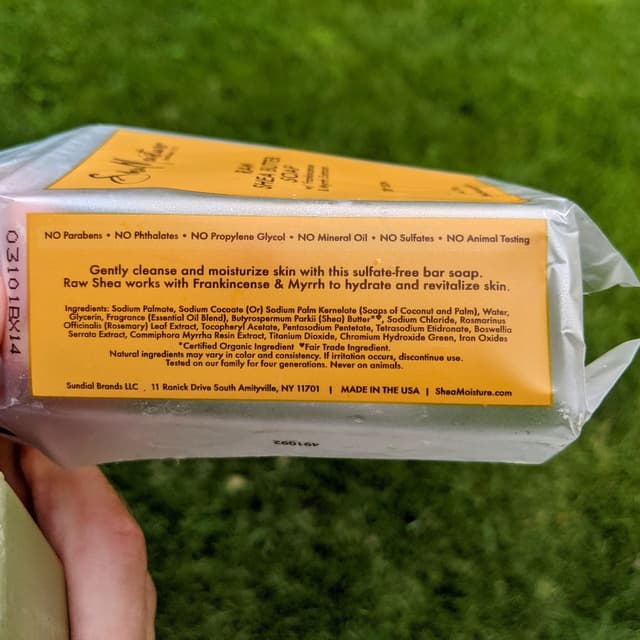 SheaMoisture
RAW
SHEA BUTTER
SOAP
w/ Frankincense
& Myrrh Extract
NO Parabens • NO Phthalates • NO Propylene Glycol • NO Mineral Oil • NO Sulfates • NO Animal Testing
Gently cleanse and moisturize skin with this sulfate-free bar soap.
Raw Shea works with Frankincense & Myrrh to hydrate and revitalize skin.
Ingredients: Sodium Palmate, Sodium Cocoate (Or) Sodium Palm Kernelate (Soaps of Coconut and Palm), Water,
Glycerin, Fragrance (Essential Oil Blend), Butyrospermum Parkii (Shea) Butter*♥, Sodium Chloride, Rosmarinus
Officinalis (Rosemary) Leaf Extract, Tocopheryl Acetate, Pentasodium Pentetate, Tetrasodium Etidronate, Boswellia
Serrata Extract, Commiphora Myrrha Resin Extract, Titanium Dioxide, Chromium Hydroxide Green, Iron Oxides
*Certified Organic Ingredient ♥Fair Trade Ingredient.
Natural ingredients may vary in color and consistency. If irritation occurs, discontinue use.
Tested on our family for four generations. Never on animals.
Sundial Brands LLC . 11 Ranick Drive South Amityville, NY 11701 | MADE IN THE USA | SheaMoisture.com
03101BX14
491092